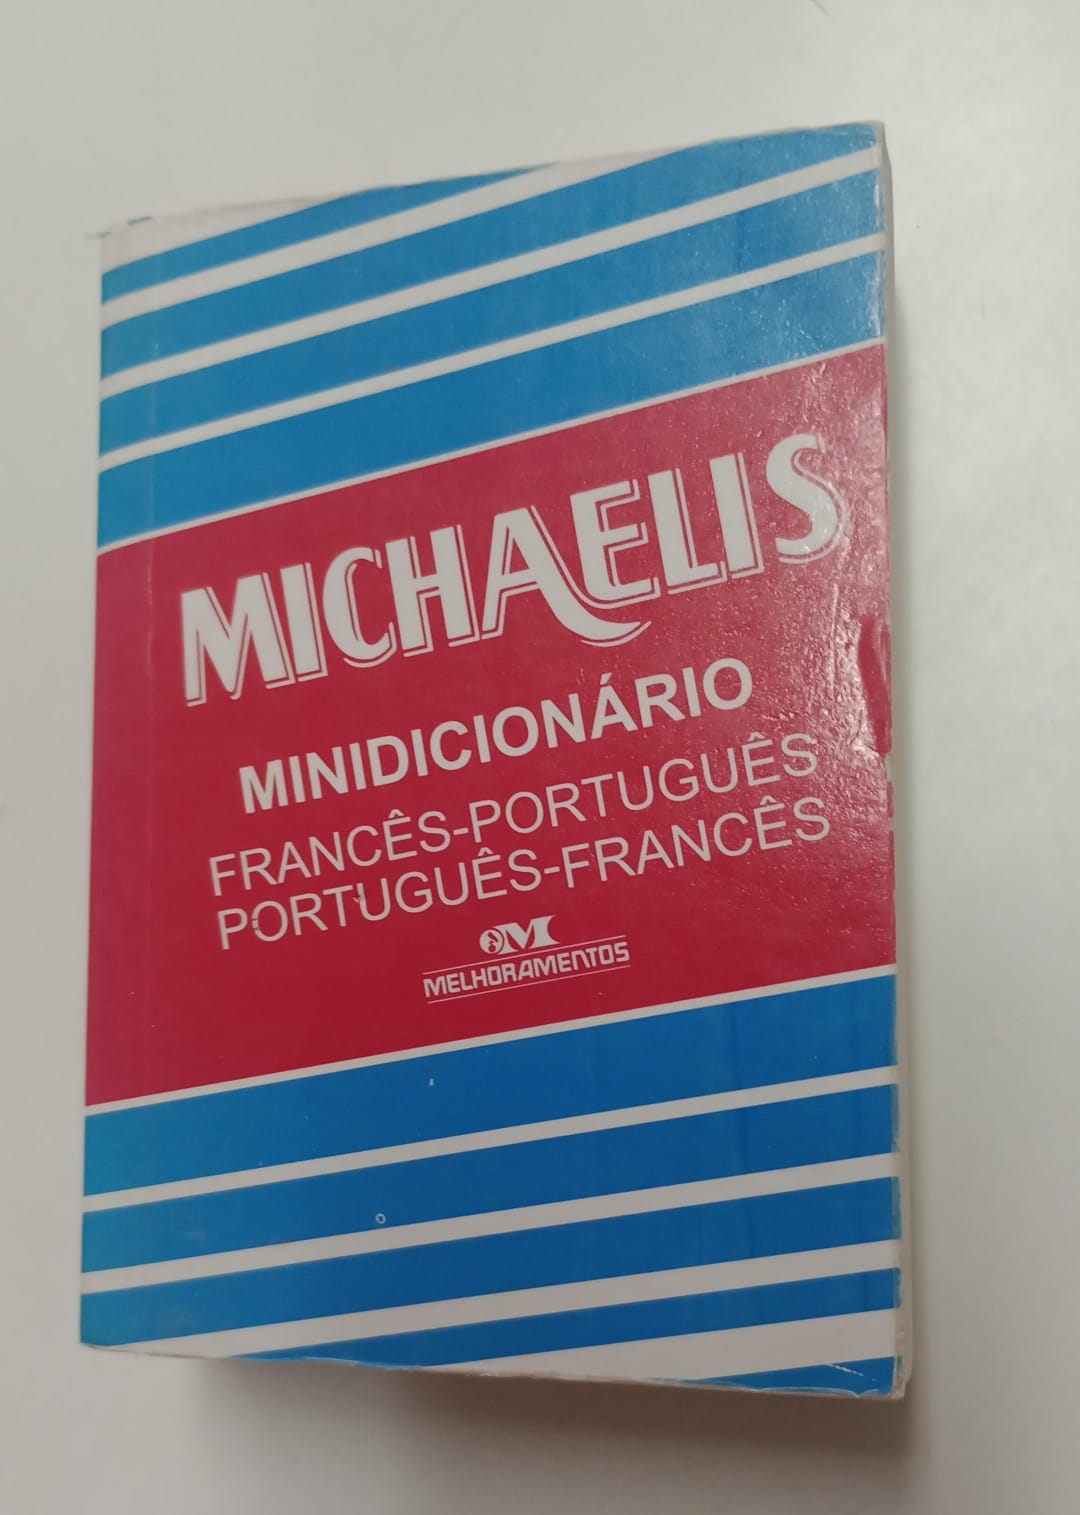 MICHAELIS
MINIDICIONÁRIO
FRANCÊS-PORTUGUÊS
PORTUGUÊS-FRANCÊS
M
MELHORAMENTOS